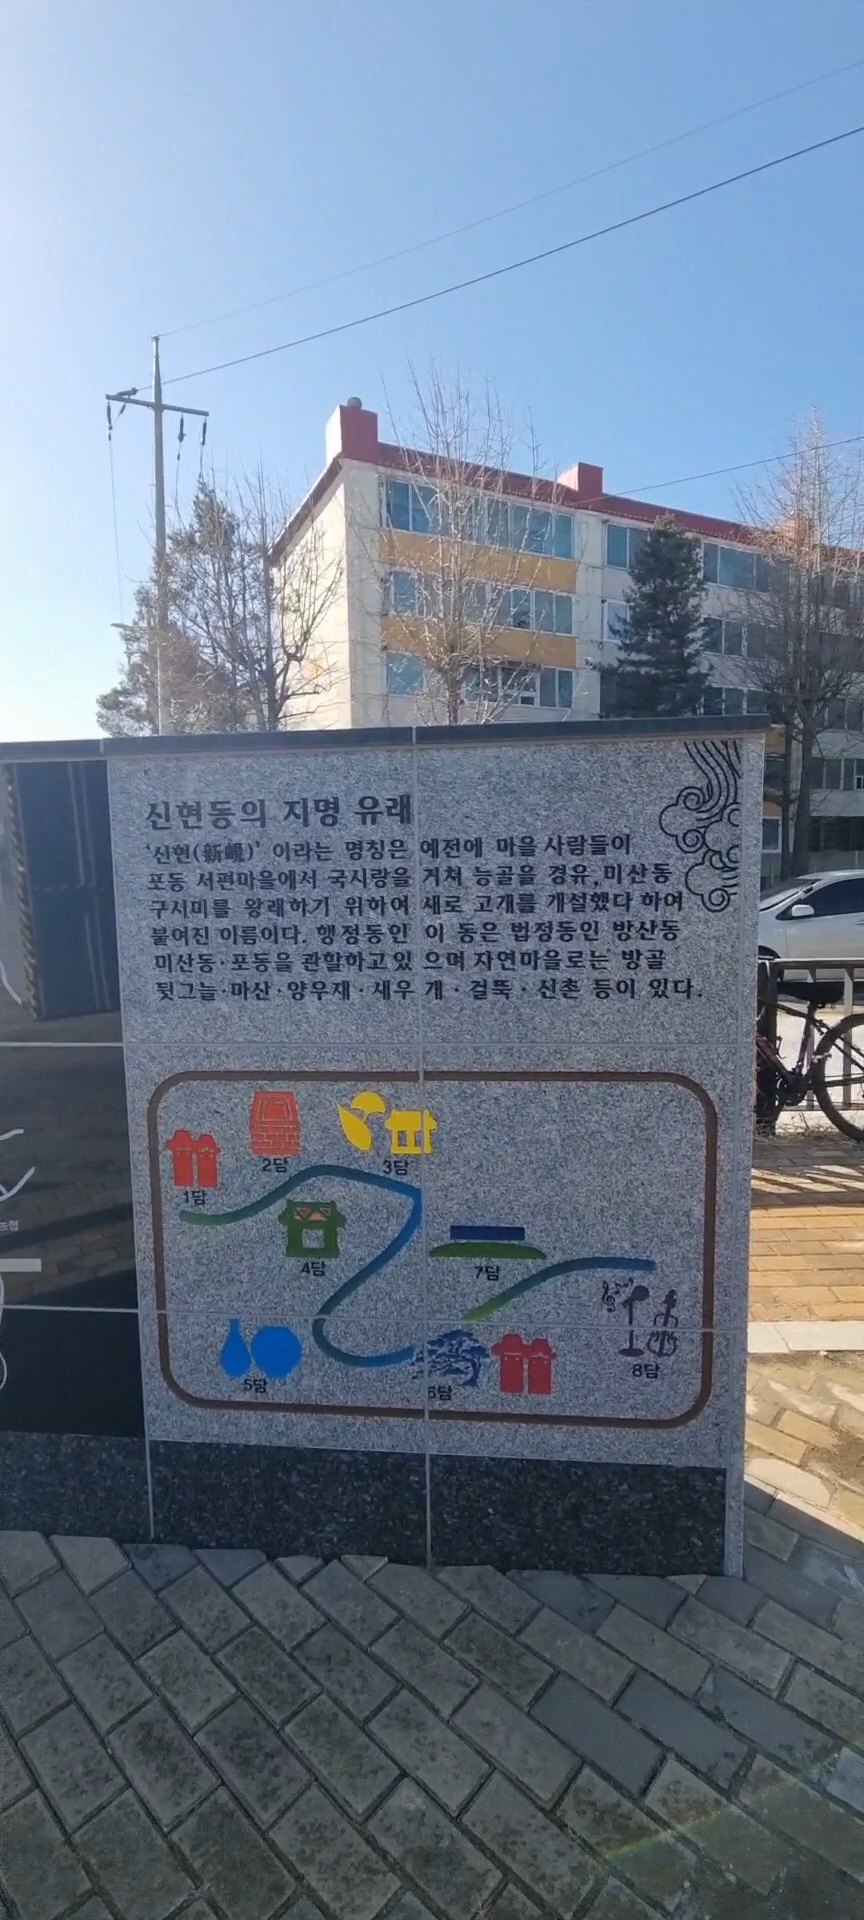 신현동의 지명 유래
'신현(新峴)' 이라는 명칭은 예전에 마을 사람들이
포동 서편마을에서 국시랑을 거쳐 능골을 경유,미산동
구시미를 왕래하기 위하여 새로 고개를 개설했다 하여
붙여진 이름이다. 행정동인 이 동은 법정동인 방산동
미산동·포동을 관할하고있 으며 자연마을로는 방골
뒷그늘·마산·양우재·새우 개·걸뚝·신촌 등이 있다.
1담
2담
3담
4담
7담
5담
6담
8담